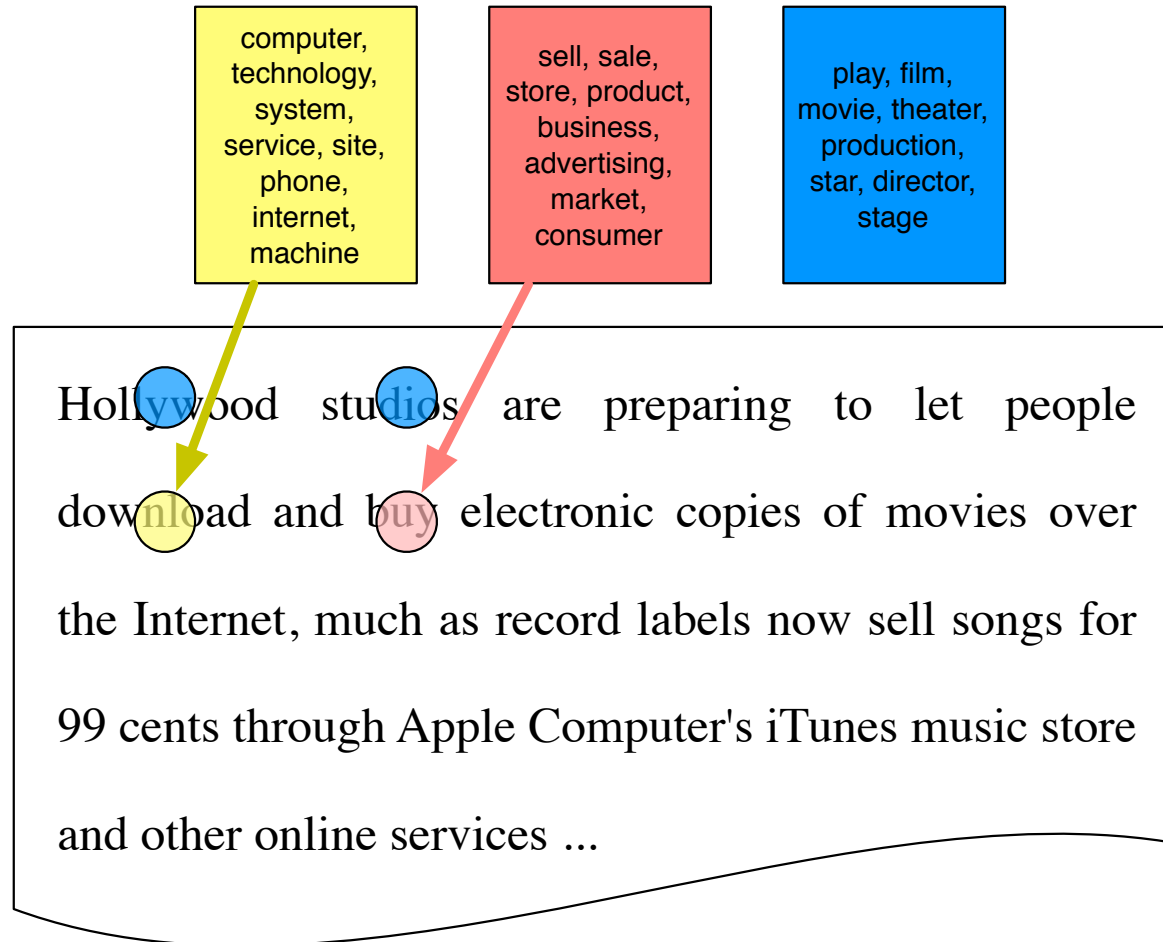 computer,
technology,
system,
service, site,
phone,
internet,
machine
sell, sale,
store, product,
business,
advertising,
market,
consumer
play, film,
movie, theater,
production,
star, director,
stage
Hollywood studios are preparing to let people
download and buy electronic copies of movies over
the Internet, much as record labels now sell songs for
99 cents through Apple Computer's iTunes music store
and other online services ...